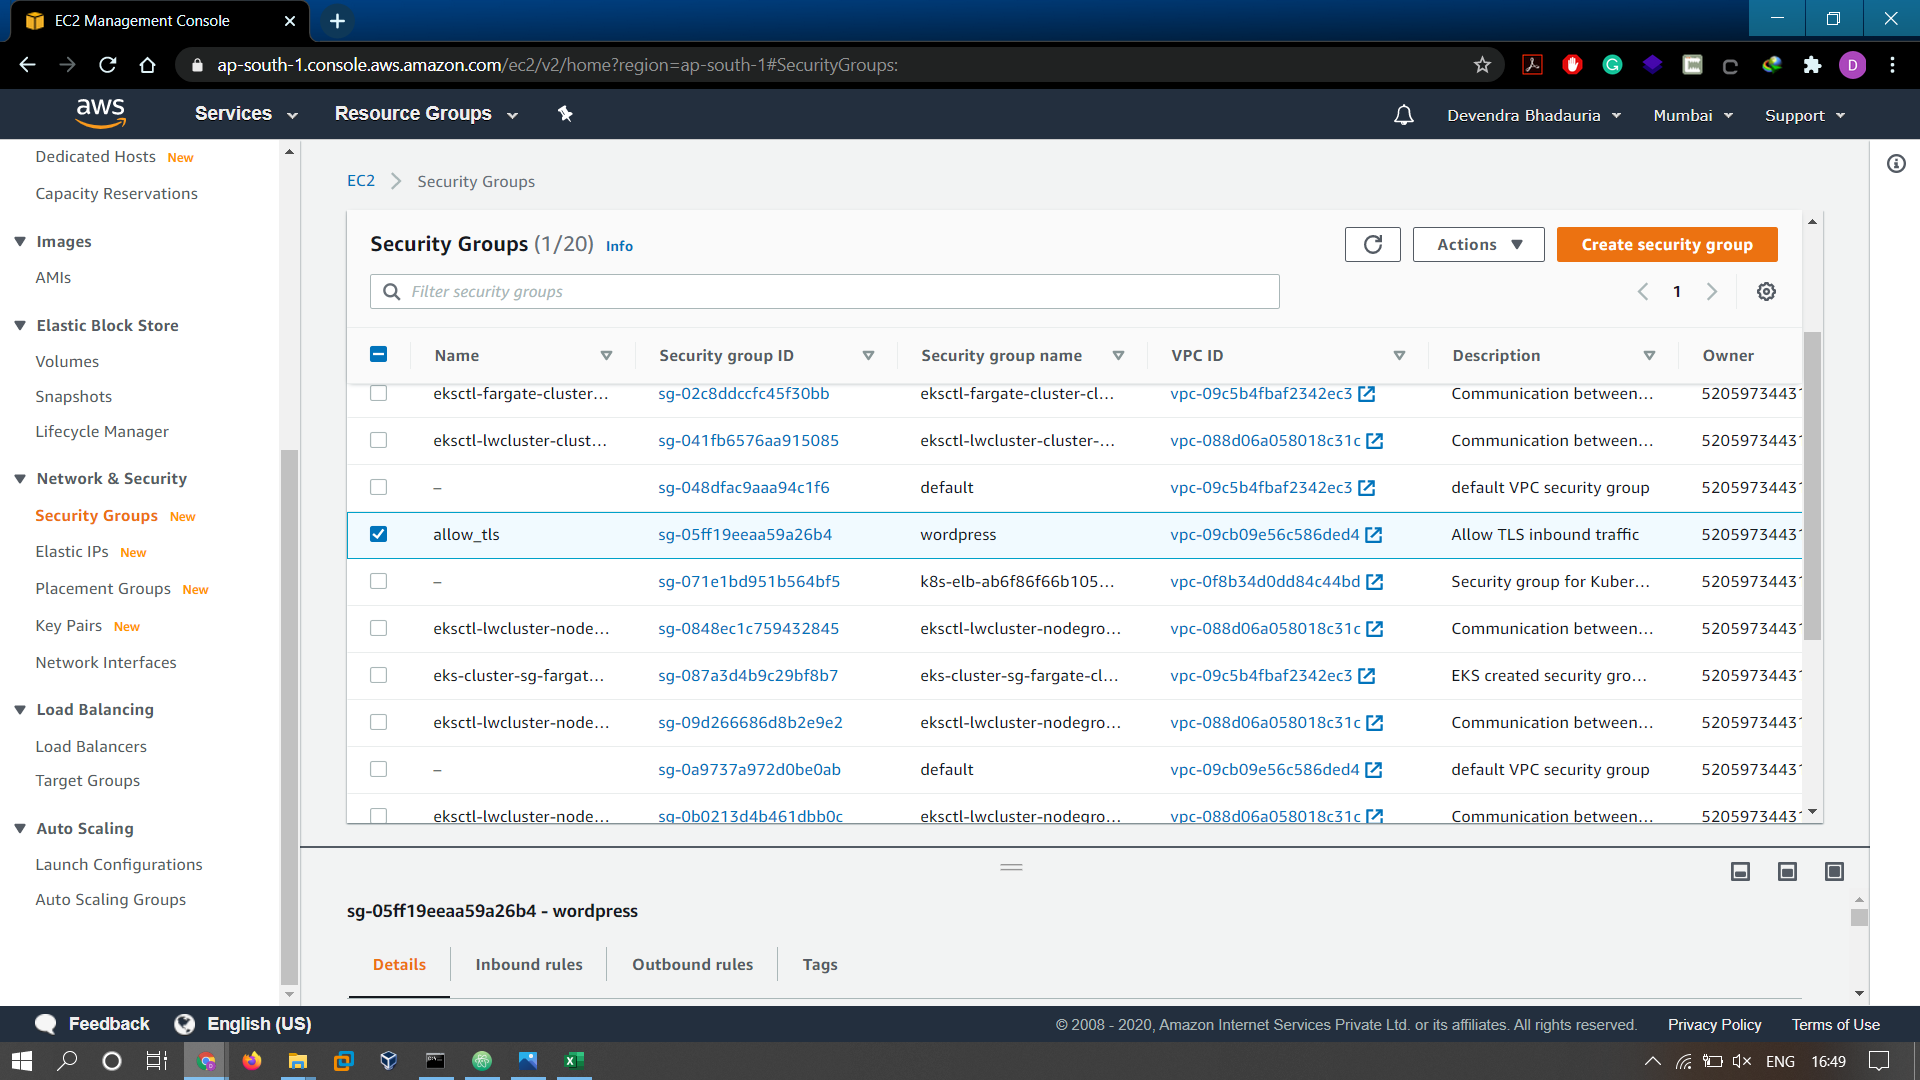 EC2 Management Console
ap-south-1.console.aws.amazon.com/ec2/v2/home?region=ap-south-1#SecurityGroups:
D
aws
Services
Resource Groups
Devendra Bhadauria
Mumbai
Support
Dedicated Hosts New
Capacity Reservations
Images
AMIs
Elastic Block Store
Volumes
Snapshots
Lifecycle Manager
Network & Security
Security Groups New
Elastic IPs New
Placement Groups New
Key Pairs New
Network Interfaces
Load Balancing
Load Balancers
Target Groups
Auto Scaling
Launch Configurations
Auto Scaling Groups
EC2 > Security Groups
Security Groups (1/20) Info
Actions
Create security group
Filter security groups
1
Name Security group ID Security group name VPC ID Description Owner
eksctl-fargate-cluster... sg-02c8ddccfc45f30bb eksctl-fargate-cluster-cl... vpc-09c5b4fbaf2342ec3 Communication between... 5205973443
eksctl-lwcluster-clust... sg-041fb6576aa915085 eksctl-lwcluster-cluster-... vpc-088d06a058018c31c Communication between... 5205973443
– sg-048dfac9aaa94c1f6 default vpc-09c5b4fbaf2342ec3 default VPC security group 5205973443
allow_tls sg-05ff19eeaa59a26b4 wordpress vpc-09cb09e56c586ded4 Allow TLS inbound traffic 5205973443
– sg-071e1bd951b564bf5 k8s-elb-ab6f86f66b105... vpc-0f8b34d0dd84c44bd Security group for Kuber... 5205973443
eksctl-lwcluster-node... sg-0848ec1c759432845 eksctl-lwcluster-nodegro... vpc-088d06a058018c31c Communication between... 5205973443
eks-cluster-sg-fargat... sg-087a3d4b9c29bf8b7 eks-cluster-sg-fargate-cl... vpc-09c5b4fbaf2342ec3 EKS created security gro... 5205973443
eksctl-lwcluster-node... sg-09d266686d8b2e9e2 eksctl-lwcluster-nodegro... vpc-088d06a058018c31c Communication between... 5205973443
– sg-0a9737a972d0be0ab default vpc-09cb09e56c586ded4 default VPC security group 5205973443
eksctl-lwcluster-node... sg-0b0213d4b461dbb0c eksctl-lwcluster-nodegro... vpc-088d06a058018c31c Communication between... 5205973443
sg-05ff19eeaa59a26b4 - wordpress
Details
Inbound rules
Outbound rules
Tags
Feedback
English (US)
© 2008 - 2020, Amazon Internet Services Private Ltd. or its affiliates. All rights reserved.
Privacy Policy
Terms of Use
ENG
16:49